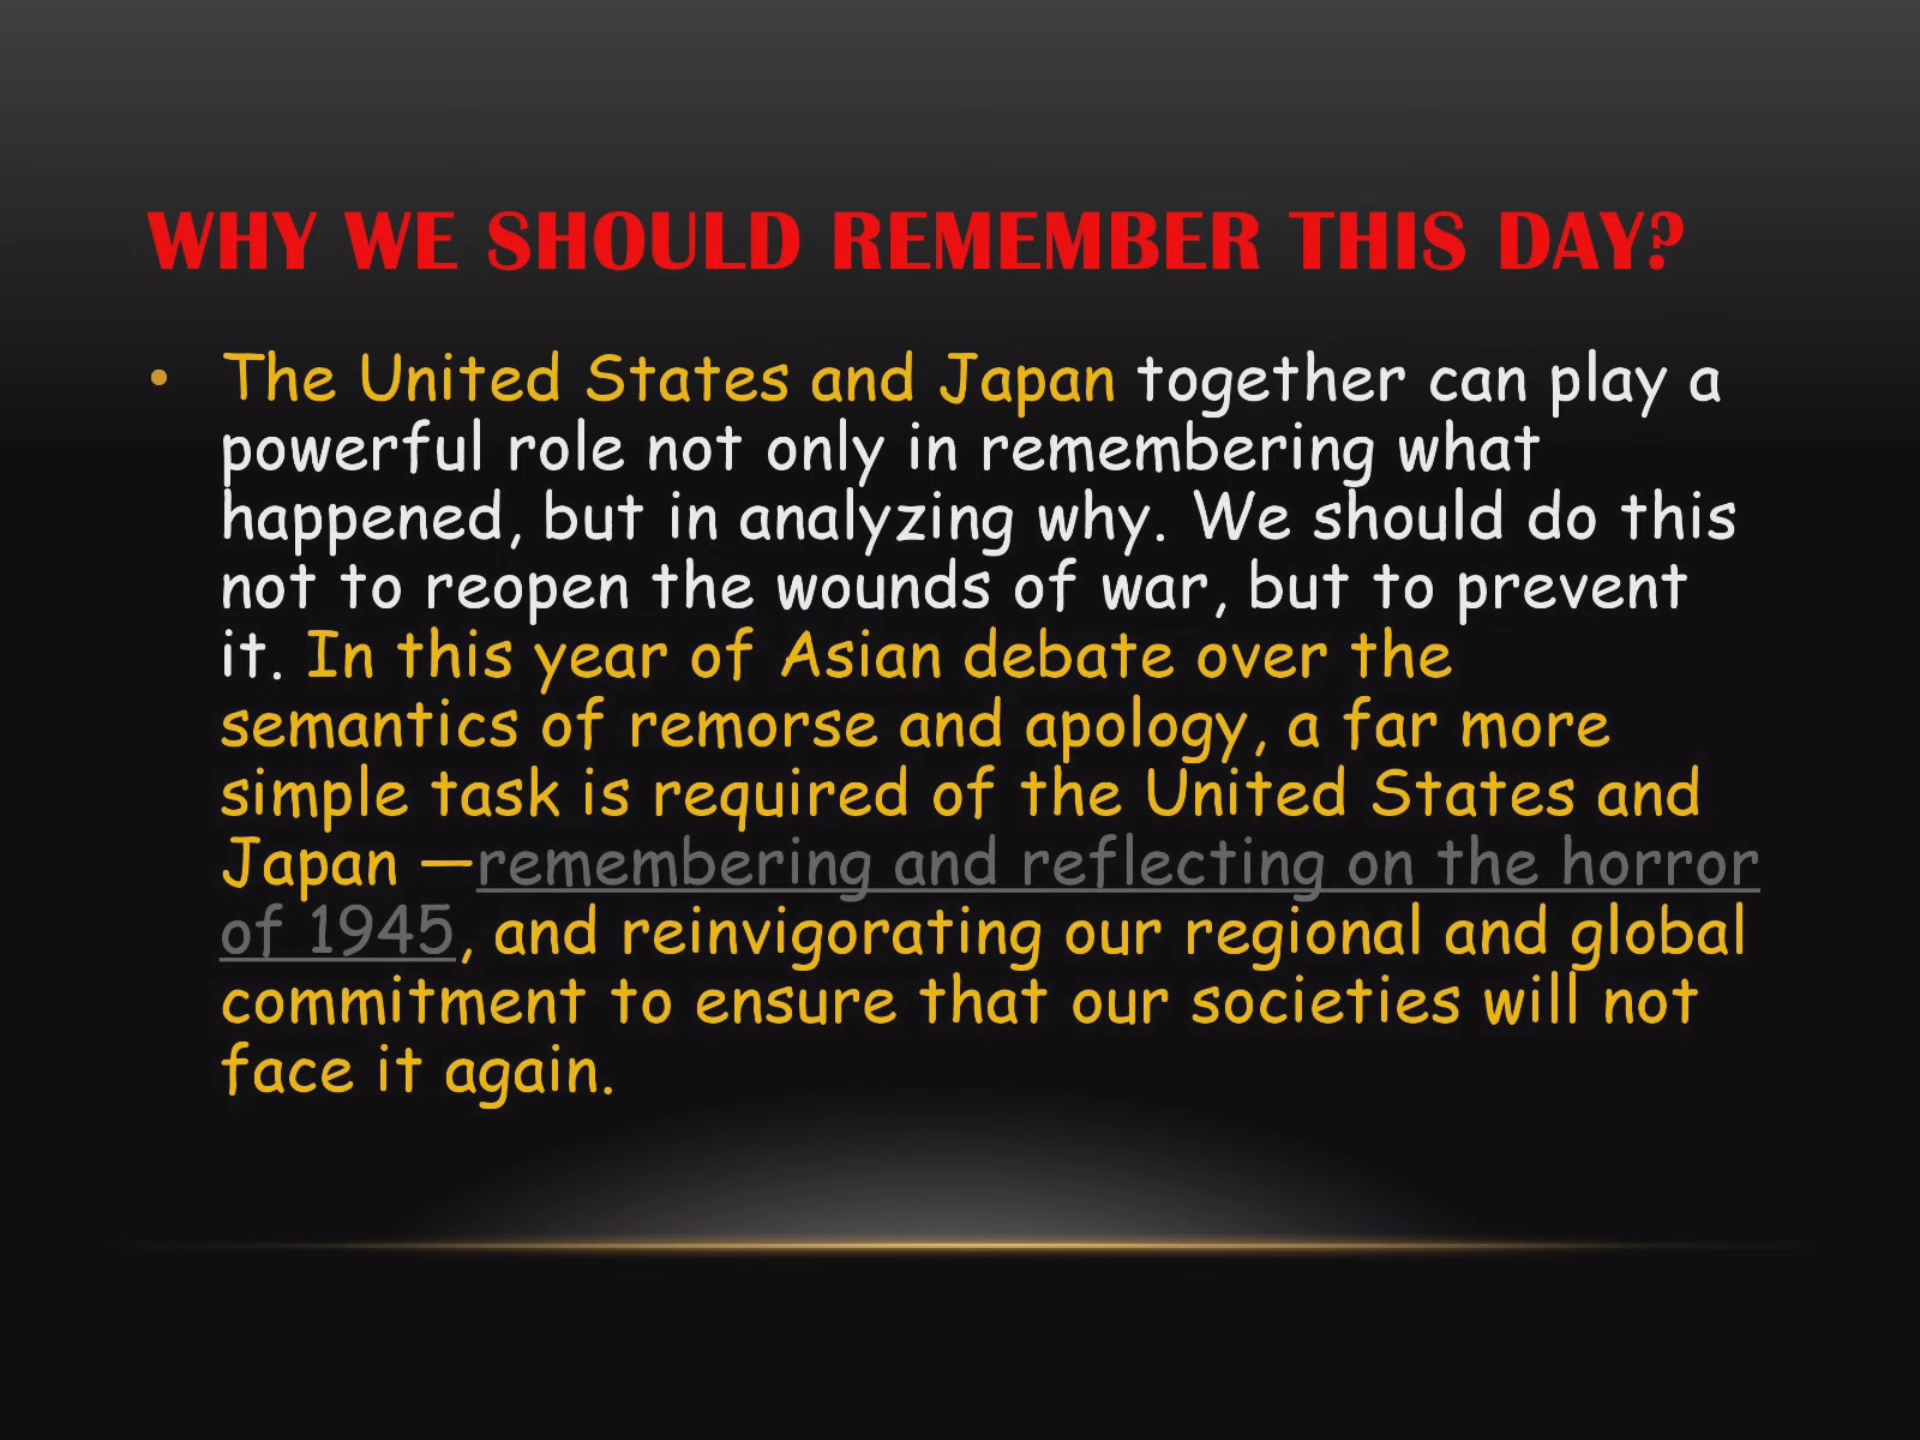 WHY WE SHOULD REMEMBER THIS DAY?
• The United States and Japan together can play a
powerful role not only in remembering what
happened, but in analyzing why. We should do this
not to reopen the wounds of war, but to prevent
it. In this year of Asian debate over the
semantics of remorse and apology, a far more
simple task is required of the United States and
Japan —remembering and reflecting on the horror
of 1945, and reinvigorating our regional and global
commitment to ensure that our societies will not
face it again.